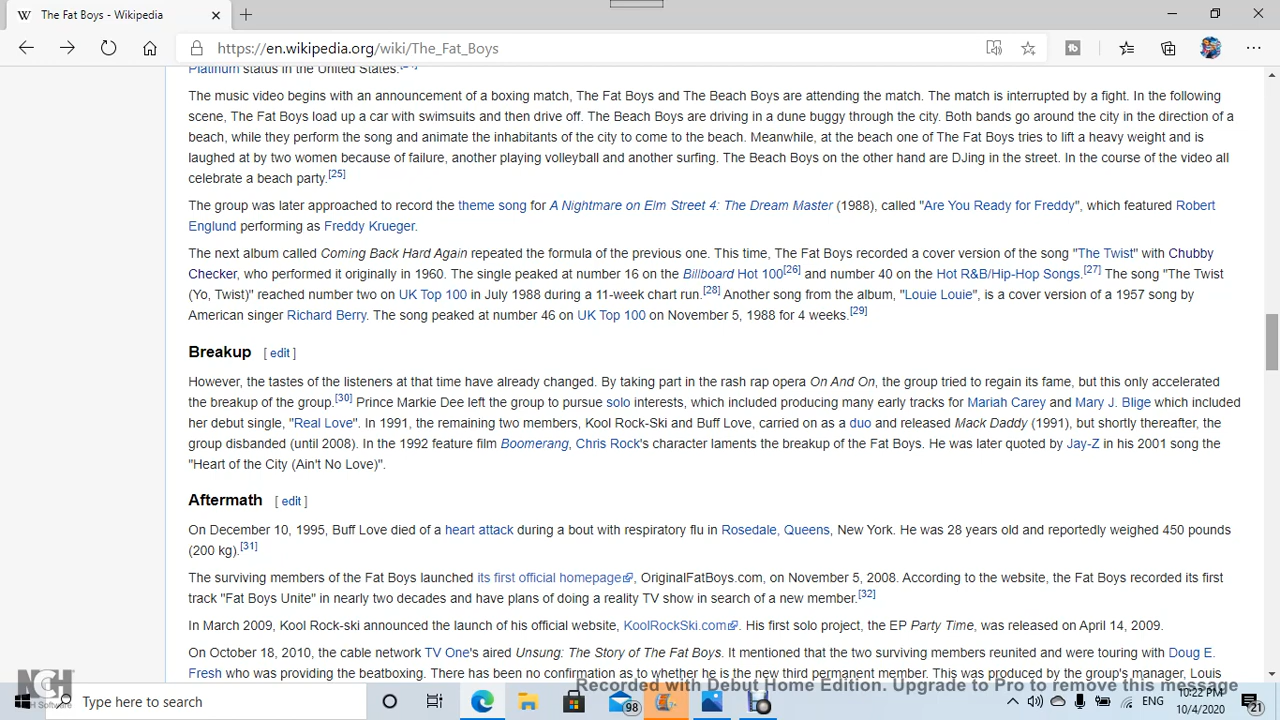 The Fat Boys - Wikipedia
https://en.wikipedia.org/wiki/The_Fat_Boys
Platinum status in the United States.
The music video begins with an announcement of a boxing match, The Fat Boys and The Beach Boys are attending the match. The match is interrupted by a fight. In the following
scene, The Fat Boys load up a car with swimsuits and then drive off. The Beach Boys are driving in a dune buggy through the city. Both bands go around the city in the direction of a
beach, while they perform the song and animate the inhabitants of the city to come to the beach. Meanwhile, at the beach one of The Fat Boys tries to lift a heavy weight and is
laughed at by two women because of failure, another playing volleyball and another surfing. The Beach Boys on the other hand are DJing in the street. In the course of the video all
celebrate a beach party.[25]
The group was later approached to record the theme song for A Nightmare on Elm Street 4: The Dream Master (1988), called "Are You Ready for Freddy", which featured Robert
Englund performing as Freddy Krueger.
The next album called Coming Back Hard Again repeated the formula of the previous one. This time, The Fat Boys recorded a cover version of the song "The Twist" with Chubby
Checker, who performed it originally in 1960. The single peaked at number 16 on the Billboard Hot 100[26] and number 40 on the Hot R&B/Hip-Hop Songs.[27] The song "The Twist
(Yo, Twist)" reached number two on UK Top 100 in July 1988 during a 11-week chart run.[28] Another song from the album, "Louie Louie", is a cover version of a 1957 song by
American singer Richard Berry. The song peaked at number 46 on UK Top 100 on November 5, 1988 for 4 weeks.[29]
Breakup [ edit ]
However, the tastes of the listeners at that time have already changed. By taking part in the rash rap opera On And On, the group tried to regain its fame, but this only accelerated
the breakup of the group.[30] Prince Markie Dee left the group to pursue solo interests, which included producing many early tracks for Mariah Carey and Mary J. Blige which included
her debut single, "Real Love". In 1991, the remaining two members, Kool Rock-Ski and Buff Love, carried on as a duo and released Mack Daddy (1991), but shortly thereafter, the
group disbanded (until 2008). In the 1992 feature film Boomerang, Chris Rock's character laments the breakup of the Fat Boys. He was later quoted by Jay-Z in his 2001 song the
"Heart of the City (Ain't No Love)".
Aftermath [ edit ]
On December 10, 1995, Buff Love died of a heart attack during a bout with respiratory flu in Rosedale, Queens, New York. He was 28 years old and reportedly weighed 450 pounds
(200 kg).[31]
The surviving members of the Fat Boys launched its first official homepage, OriginalFatBoys.com, on November 5, 2008. According to the website, the Fat Boys recorded its first
track "Fat Boys Unite" in nearly two decades and have plans of doing a reality TV show in search of a new member.[32]
In March 2009, Kool Rock-ski announced the launch of his official website, KoolRockSki.com. His first solo project, the EP Party Time, was released on April 14, 2009.
On October 18, 2010, the cable network TV One's aired Unsung: The Story of The Fat Boys. It mentioned that the two surviving members reunited and were touring with Doug E.
Fresh who was providing the beatboxing. There has been no confirmation as to whether he is the new third permanent member. This was produced by the group's manager, Louis
Recorded with Debut Home Edition. Upgrade to Pro to remove this message
NCH Software
Type here to search
98
ENG
10:22 PM
10/4/2020
21